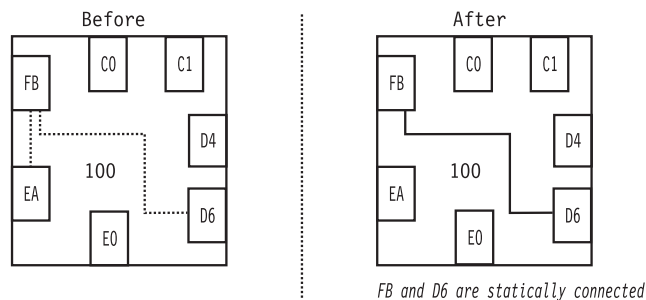 Before
After
FB
C0
C1
D4
100
EA
D6
E0
FB
C0
C1
D4
100
EA
D6
E0
FB and D6 are statically connected